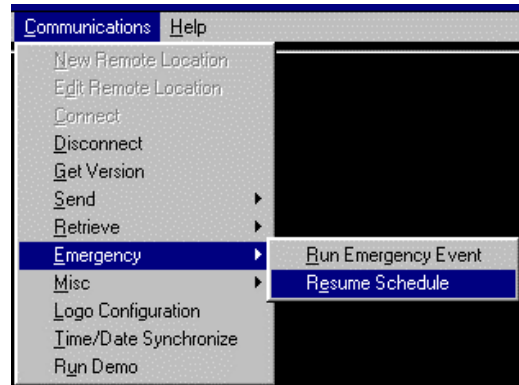 Communications Help
New Remote Location
Edit Remote Location
Connect
Disconnect
Get Version
Send
Retrieve
Emergency
Run Emergency Event
Misc
Resume Schedule
Logo Configuration
Time/Date Synchronize
Run Demo